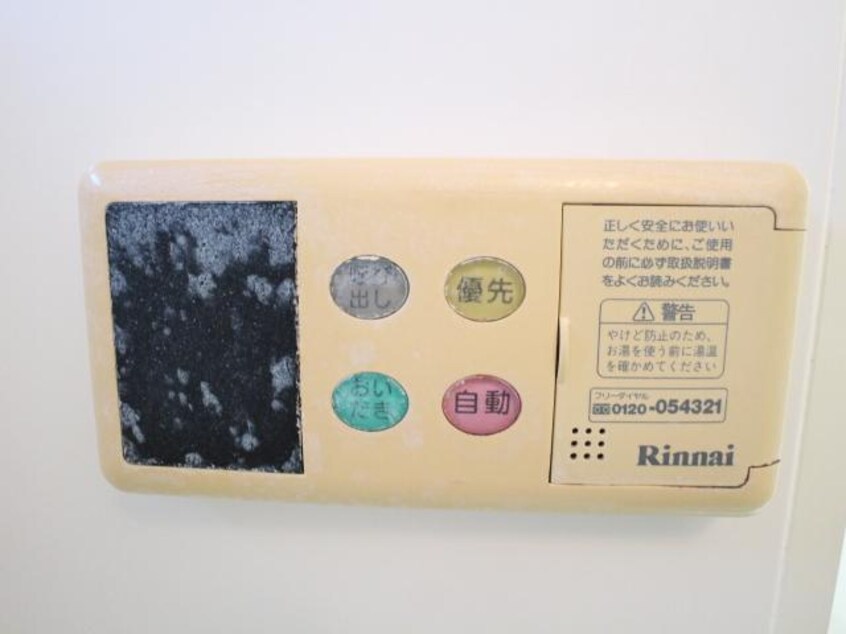 出し
優先
おい
だき
自動
正しく安全にお使いい
ただくために、ご使用
の前に必ず取扱説明書
をよくお読みください。
警告
やけど防止のため、
お湯を使う前に湯温
を確かめてください
フリーダイヤル
0120-054321
Rinnai